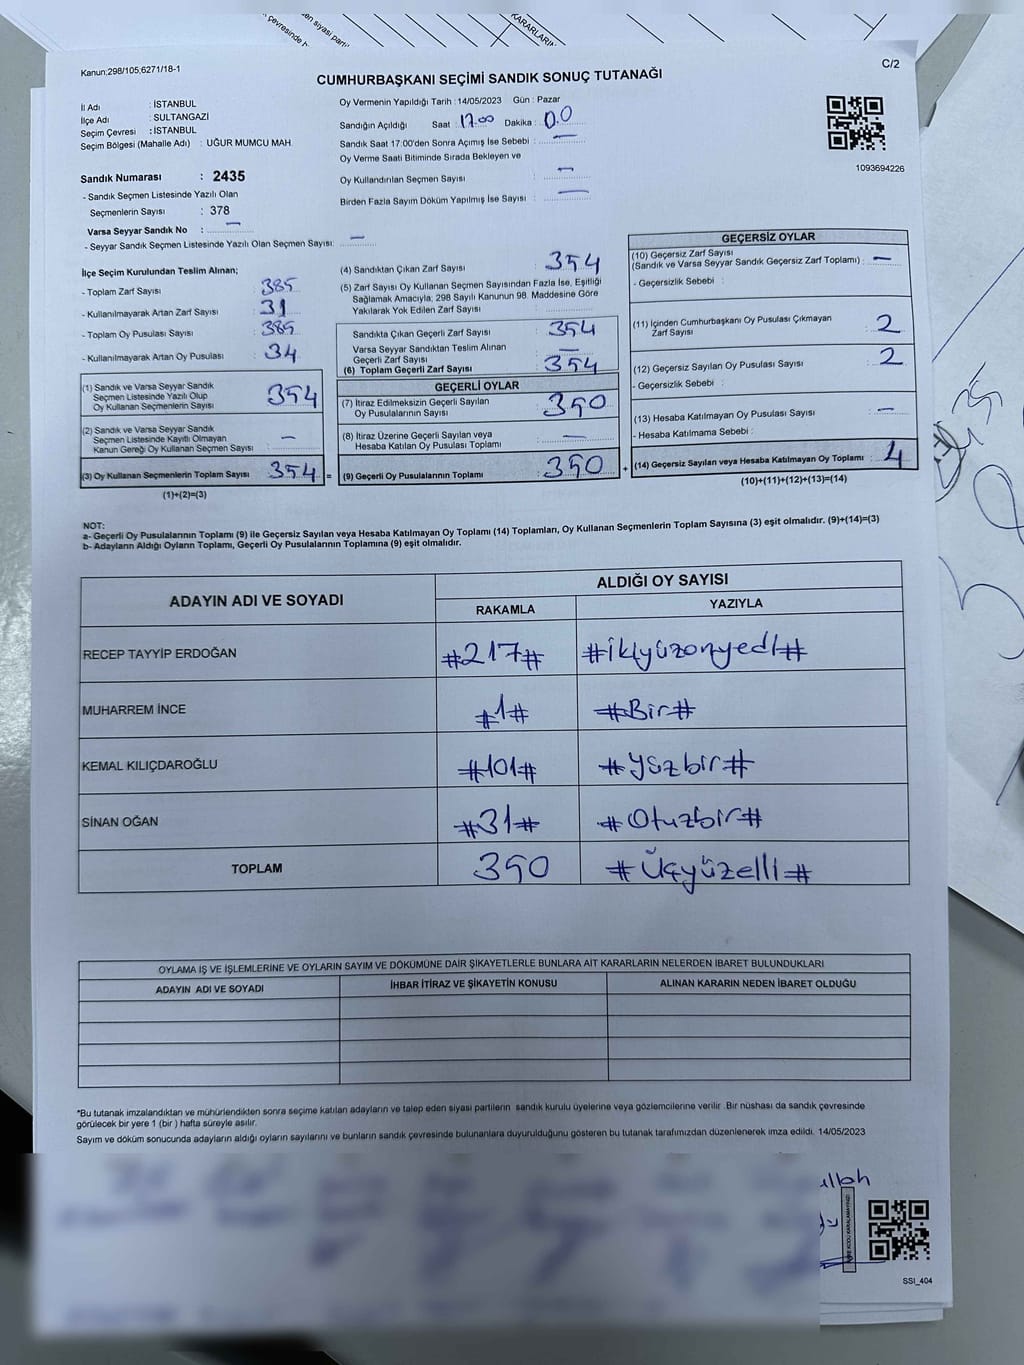 en siyasi parti
çevresinde b
KARARLARIN
Kanun;298/105;6271/18-1
C/2
CUMHURBAŞKANI SEÇİMİ SANDIK SONUÇ TUTANAĞI
İl Adı : İSTANBUL
İlçe Adı : SULTANGAZİ
Seçim Çevresi : İSTANBUL
Seçim Bölgesi (Mahalle Adı) : UĞUR MUMCU MAH.
Oy Vermenin Yapıldığı Tarih : 14/05/2023 Gün : Pazar
Sandığın Açıldığı Saat : 17.00 Dakika : 00
Sandık Saat 17:00'den Sonra Açımış İse Sebebi : —
Oy Verme Saati Bitiminde Sırada Bekleyen ve
Oy Kullandırılan Seçmen Sayısı : —
Birden Fazla Sayım Döküm Yapılmış İse Sayısı : —
1093694226
Sandık Numarası : 2435
- Sandık Seçmen Listesinde Yazılı Olan
Seçmenlerin Sayısı : 378
Varsa Seyyar Sandık No : —
- Seyyar Sandık Seçmen Listesinde Yazılı Olan Seçmen Sayısı: —
İlçe Seçim Kurulundan Teslim Alınan;
- Toplam Zarf Sayısı : 385
- Kullanılmayarak Artan Zarf Sayısı : 31
- Toplam Oy Pusulası Sayısı : 385
- Kullanılmayarak Artan Oy Pusulası : 34
(1) Sandık ve Varsa Seyyar Sandık
Seçmen Listesinde Yazılı Olup
Oy Kullanan Seçmenlerin Sayısı : 354
(2) Sandık ve Varsa Seyyar Sandık
Seçmen Listesinde Kayıtlı Olmayan
Kanun Gereği Oy Kullanan Seçmen Sayısı : —
(3) Oy Kullanan Seçmenlerin Toplam Sayısı : 354 =
(1)+(2)=(3)
(4) Sandıktan Çıkan Zarf Sayısı : 354
(5) Zarf Sayısı Oy Kullanan Seçmen Sayısından Fazla İse, Eşitliği
Sağlamak Amacıyla; 298 Sayılı Kanunun 98. Maddesine Göre
Yakılarak Yok Edilen Zarf Sayısı :
Sandıkta Çıkan Geçerli Zarf Sayısı : 354
Varsa Seyyar Sandıktan Teslim Alınan
Geçerli Zarf Sayısı : —
(6) Toplam Geçerli Zarf Sayısı : 354
GEÇERLİ OYLAR
(7) İtiraz Edilmeksizin Geçerli Sayılan
Oy Pusulalarının Sayısı : 350
(8) İtiraz Üzerine Geçerli Sayılan veya
Hesaba Katılan Oy Pusulası Toplamı : —
(9) Geçerli Oy Pusulalarının Toplamı : 350 +
GEÇERSİZ OYLAR
(10) Geçersiz Zarf Sayısı
(Sandık ve Varsa Seyyar Sandık Geçersiz Zarf Toplamı) : —
- Geçersizlik Sebebi :
(11) İçinden Cumhurbaşkanı Oy Pusulası Çıkmayan
Zarf Sayısı : 2
(12) Geçersiz Sayılan Oy Pusulası Sayısı : 2
- Geçersizlik Sebebi :
(13) Hesaba Katılmayan Oy Pusulası Sayısı : —
- Hesaba Katılmama Sebebi :
(14) Geçersiz Sayılan veya Hesaba Katılmayan Oy Toplamı : 4
(10)+(11)+(12)+(13)=(14)
NOT:
a- Geçerli Oy Pusulalarının Toplamı (9) ile Geçersiz Sayılan veya Hesaba Katılmayan Oy Toplamı (14) Toplamları, Oy Kullanan Seçmenlerin Toplam Sayısına (3) eşit olmalıdır. (9)+(14)=(3)
b- Adayların Aldığı Oyların Toplamı, Geçerli Oy Pusulalarının Toplamına (9) eşit olmalıdır.
ADAYIN ADI VE SOYADI
ALDIĞI OY SAYISI
RAKAMLA YAZIYLA
RECEP TAYYİP ERDOĞAN #217# #ikiyüzonyedi#
MUHARREM İNCE #1# #Bir#
KEMAL KILIÇDAROĞLU #101# #Yüzbir#
SİNAN OĞAN #31# #Otuzbir#
TOPLAM 350 #Üçyüzelli#
OYLAMA İŞ VE İŞLEMLERİNE VE OYLARIN SAYIM VE DÖKÜMÜNE DAİR ŞİKAYETLERLE BUNLARA AİT KARARLARIN NELERDEN İBARET BULUNDUKLARI
ADAYIN ADI VE SOYADI İHBAR İTİRAZ VE ŞİKAYETİN KONUSU ALINAN KARARIN NEDEN İBARET OLDUĞU
*Bu tutanak imzalandıktan ve mühürlendikten sonra seçime katılan adayların ve talep eden siyasi partilerin sandık kurulu üyelerine veya gözlemcilerine verilir. Bir nüshası da sandık çevresinde
görülecek bir yere 1 (bir ) hafta süreyle asılır.
Sayım ve döküm sonucunda adayların aldığı oyların sayılarını ve bunların sandık çevresinde bulunanlara duyurulduğunu gösteren bu tutanak tarafımızdan düzenlenerek imza edildi. 14/05/2023
ullah
SSI_404